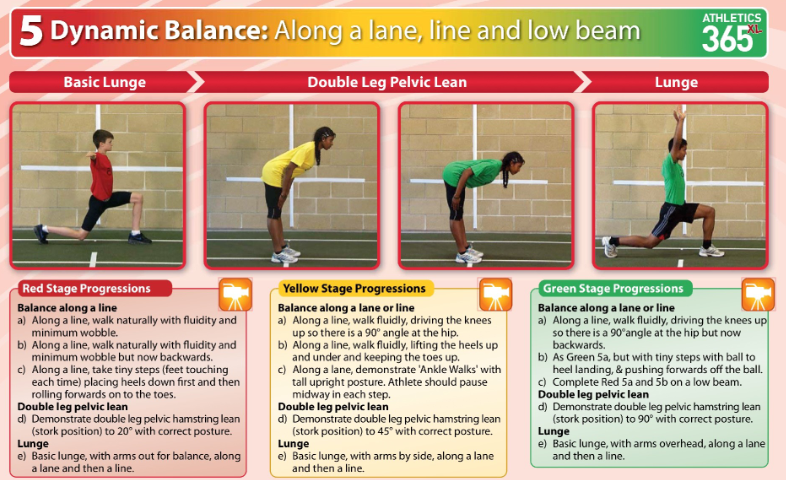 5 Dynamic Balance: Along a lane, line and low beam
ATHLETICS
365XL
Basic Lunge
Double Leg Pelvic Lean
Lunge
Red Stage Progressions
Balance along a line
a) Along a line, walk naturally with fluidity and
minimum wobble.
b) Along a line, walk naturally with fluidity and
minimum wobble but now backwards.
c) Along a line, take tiny steps (feet touching
each time) placing heels down first and then
rolling forwards on to the toes.
Double leg pelvic lean
d) Demonstrate double leg pelvic hamstring lean
(stork position) to 20° with correct posture.
Lunge
e) Basic lunge, with arms out for balance, along
a lane and then a line.
Yellow Stage Progressions
Balance along a lane or line
a) Along a line, walk fluidly, driving the knees
up so there is a 90° angle at the hip.
b) Along a line, walk fluidly, lifting the heels up
and under and keeping the toes up.
c) Along a lane, demonstrate 'Ankle Walks' with
tall upright posture. Athlete should pause
midway in each step.
Double leg pelvic lean
d) Demonstrate double leg pelvic hamstring lean
(stork position) to 45° with correct posture.
Lunge
e) Basic lunge, with arms by side, along a lane
and then a line.
Green Stage Progressions
Balance along a lane or line
a) Along a line, walk fluidly, driving the knees up
so there is a 90°angle at the hip but now
backwards.
b) As Green 5a, but with tiny steps with ball to
heel landing, & pushing forwards off the ball.
c) Complete Red 5a and 5b on a low beam.
Double leg pelvic lean
d) Demonstrate double leg pelvic hamstring lean
(stork position) to 90° with correct posture.
Lunge
e) Basic lunge, with arms overhead, along a lane
and then a line.